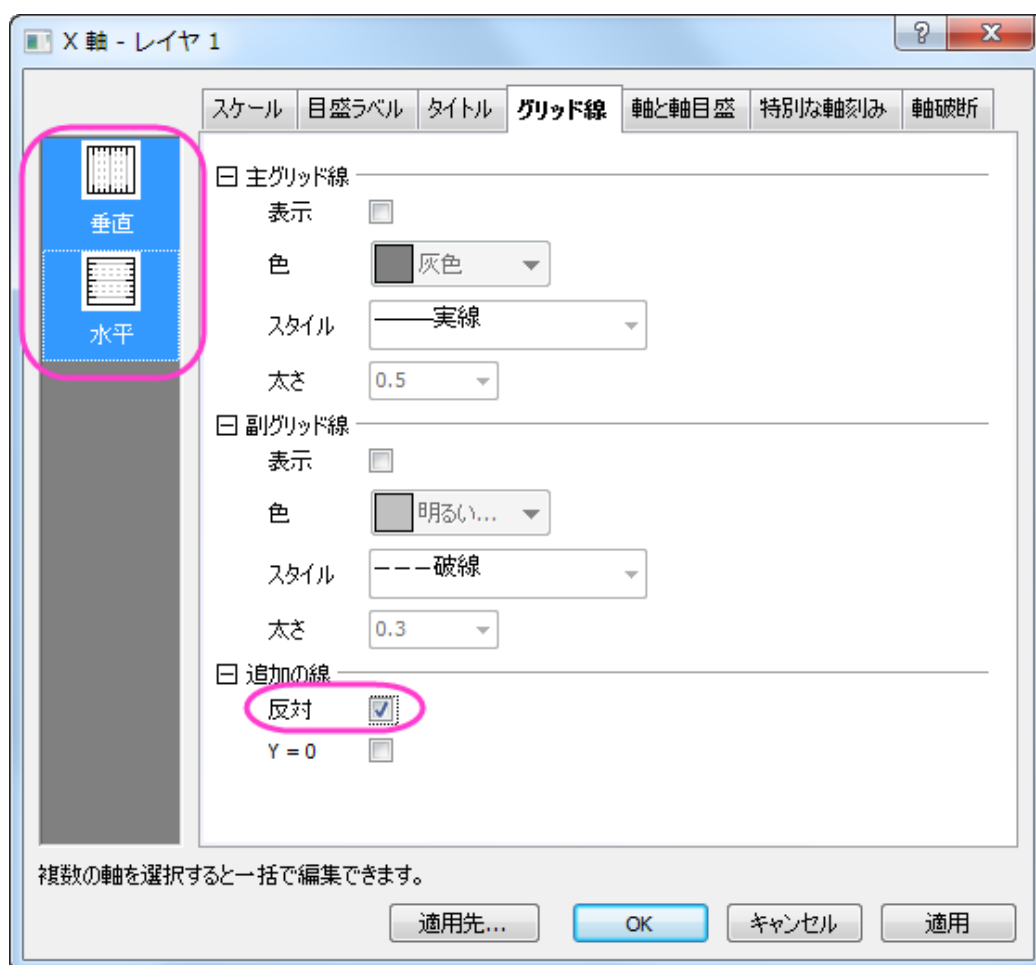 X 軸 - レイヤ 1
スケール 目盛ラベル タイトル グリッド線 軸と軸目盛 特別な軸刻み 軸破断
垂直
水平
主グリッド線
表示
色 灰色
スタイル 実線
太さ 0.5
副グリッド線
表示
色 明るい...
スタイル 破線
太さ 0.3
追加の線
反対
Y = 0
複数の軸を選択すると一括で編集できます。
適用先... OK キャンセル 適用